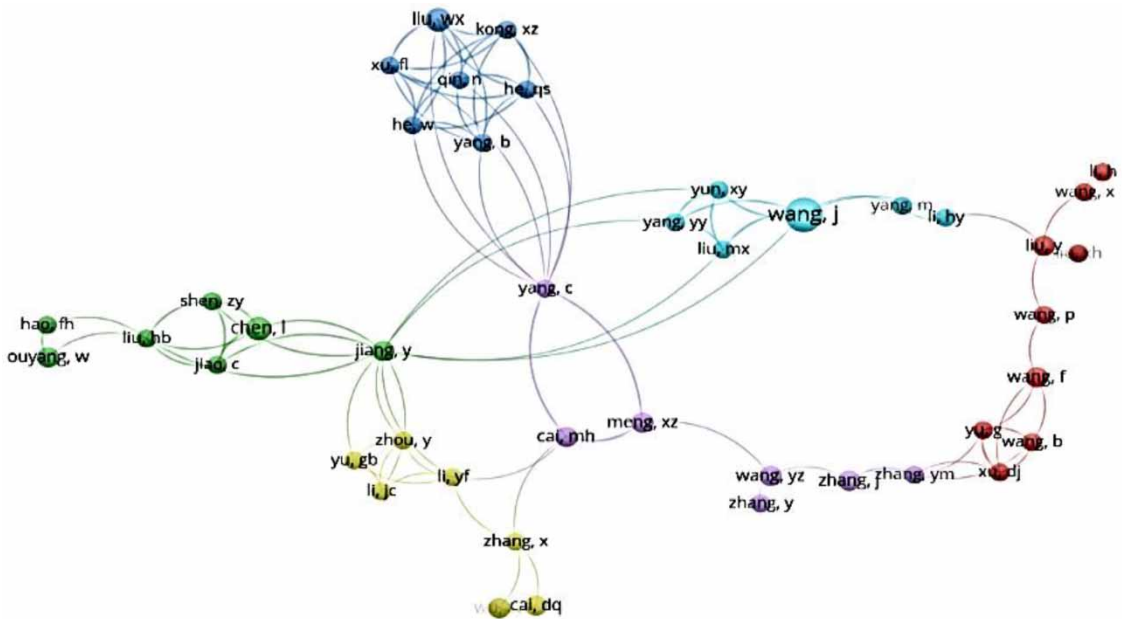 liu, wx
kong, xz
xu, fl
qin, n
he, qs
he, w
yang, b
yun, xy
wang, j
yang, yy
liu, mx
yang, m
li, hy
li, h
wang, x
liu, y
yang, c
wang, p
shen, zy
hao, fh
chen, l
liu, hb
ouyang, w
jiao, c
jiang, y
wang, f
zhou, y
cai, mh
meng, xz
yu, g
wang, b
yu, gb
li, yf
li, jc
wang, yz
zhang, j
zhang, ym
xu, dj
zhang, y
zhang, x
cai, dq